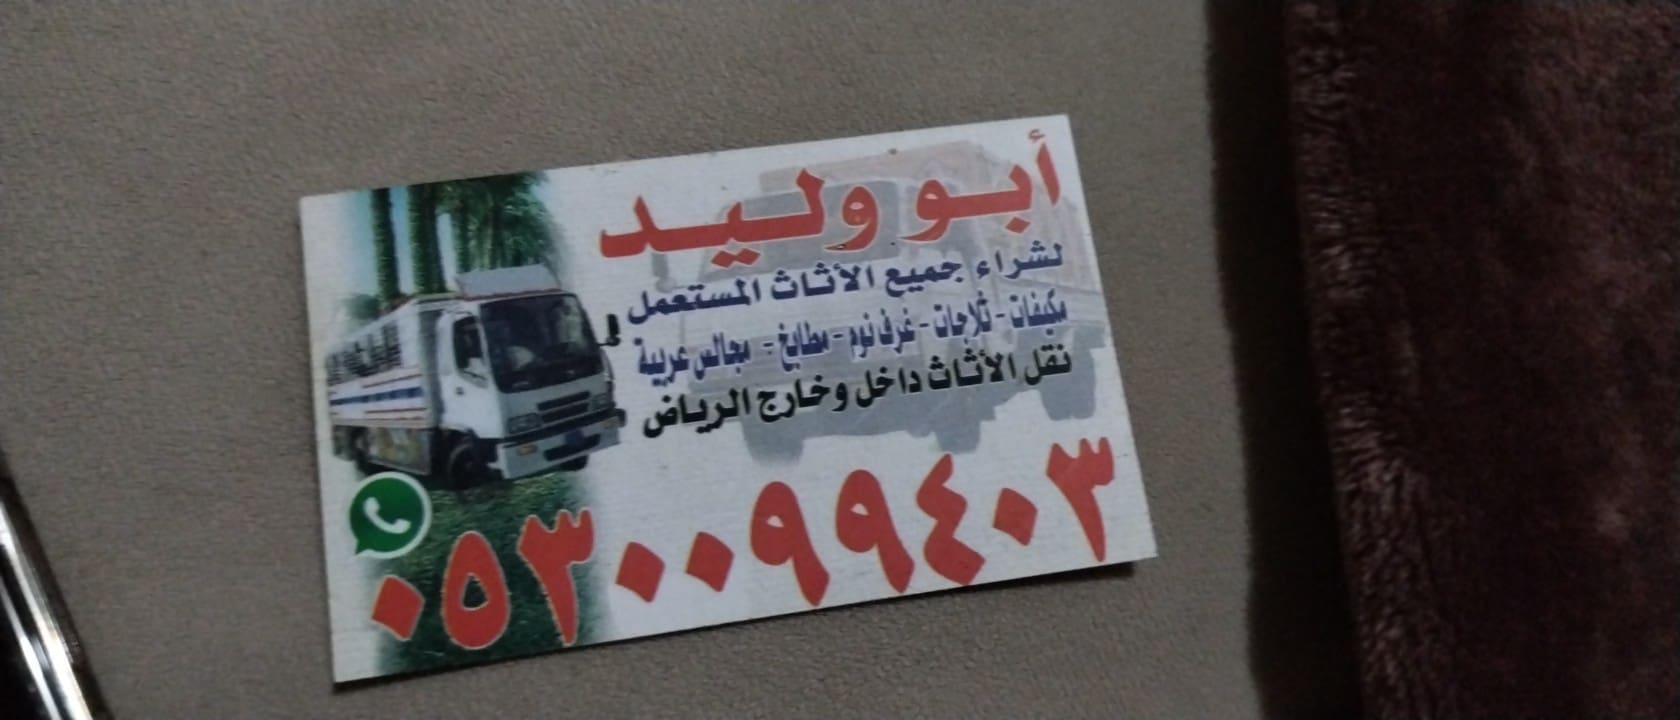 أبو وليد
لشراء جميع الأثاث المستعمل
مكيفات - ثلاجات - غرف نوم - مطابخ - مجالس عربية
نقل الأثاث داخل وخارج الرياض
٠٥٣٠٠٩٩٤٠٣